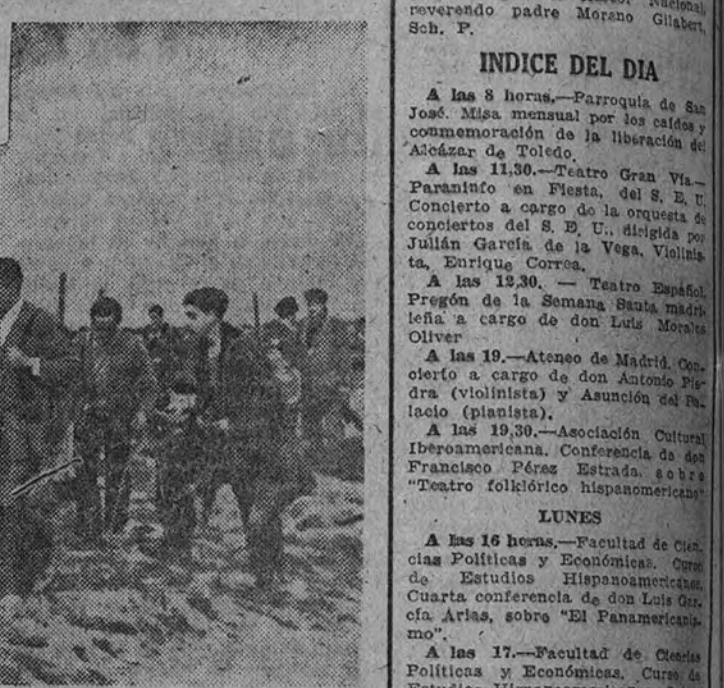 Nacional,
reverendo padre Morano Gilabert,
Sch. P.
INDICE DEL DIA
A las 8 horas.—Parroquia de San
José. Misa mensual por los caídos y
conmemoración de la liberación del
Alcázar de Toledo.
A las 11,30.—Teatro Gran Vía.—
Paraninfo en Fiesta, del S. E. U.
Concierto a cargo de la orquesta de
conciertos del S. E. U., dirigida por
Julián García de la Vega. Violinis-
ta, Enrique Correa.
A las 12,30. — Teatro Español.
Pregón de la Semana Santa madri-
leña a cargo de don Luis Morales
Oliver
A las 19.—Ateneo de Madrid. Con-
cierto a cargo de don Antonio Pie-
dra (violinista) y Asunción del Pa-
lacio (pianista).
A las 19,30.—Asociación Cultural
Iberoamericana. Conferencia de don
Francisco Pérez Estrada, sobre
"Teatro folklórico hispanomericano"
LUNES
A las 16 horas.—Facultad de Cien-
cias Políticas y Económicas. Curso
de Estudios Hispanoamericanos.
Cuarta conferencia de don Luis Gar-
cía Arias, sobre "El Panamericanis-
mo".
A las 17.—Facultad de Ciencias
Políticas y Económicas. Curso de
Estudios